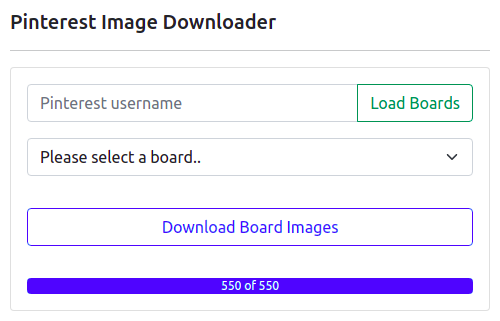 Pinterest Image Downloader
Pinterest username
Load Boards
Please select a board..
Download Board Images
550 of 550